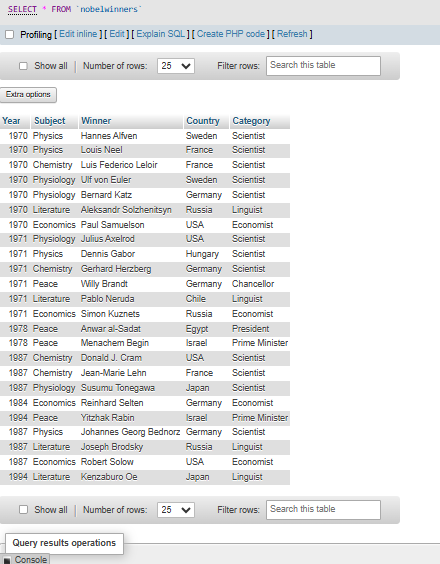 SELECT * FROM `nobelwinners`
Profiling [ Edit inline ] [ Edit ] [ Explain SQL ] [ Create PHP code ] [ Refresh ]
Show all | Number of rows: 25 Filter rows: Search this table
Extra options
Year Subject Winner Country Category
1970 Physics Hannes Alfven Sweden Scientist
1970 Physics Louis Neel France Scientist
1970 Chemistry Luis Federico Leloir France Scientist
1970 Physiology Ulf von Euler Sweden Scientist
1970 Physiology Bernard Katz Germany Scientist
1970 Literature Aleksandr Solzhenitsyn Russia Linguist
1970 Economics Paul Samuelson USA Economist
1971 Physiology Julius Axelrod USA Scientist
1971 Physics Dennis Gabor Hungary Scientist
1971 Chemistry Gerhard Herzberg Germany Scientist
1971 Peace Willy Brandt Germany Chancellor
1971 Literature Pablo Neruda Chile Linguist
1971 Economics Simon Kuznets Russia Economist
1978 Peace Anwar al-Sadat Egypt President
1978 Peace Menachem Begin Israel Prime Minister
1987 Chemistry Donald J. Cram USA Scientist
1987 Chemistry Jean-Marie Lehn France Scientist
1987 Physiology Susumu Tonegawa Japan Scientist
1984 Economics Reinhard Selten Germany Economist
1994 Peace Yitzhak Rabin Israel Prime Minister
1987 Physics Johannes Georg Bednorz Germany Scientist
1987 Literature Joseph Brodsky Russia Linguist
1987 Economics Robert Solow USA Economist
1994 Literature Kenzaburo Oe Japan Linguist
Show all | Number of rows: 25 Filter rows: Search this table
Query results operations
Console